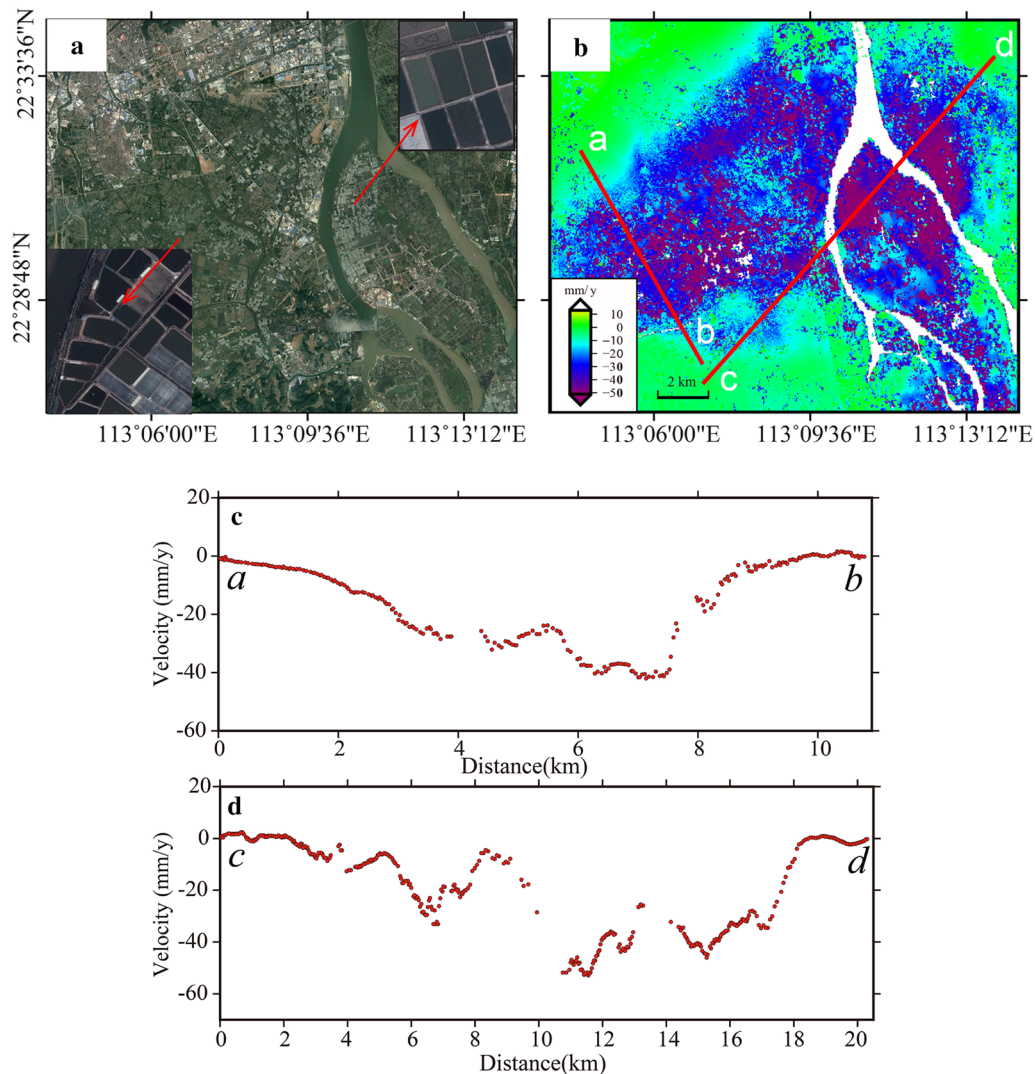 a
b
22°33'36"N
22°28'48"N
113°06'00"E
113°09'36"E
113°13'12"E
a
b
c
d
mm/y
10
0
−10
−20
−30
−40
−50
2 km
113°06'00"E
113°09'36"E
113°13'12"E
c
20
0
-20
-40
-60
Velocity (mm/y)
a
b
0
2
4
6
8
10
Distance(km)
d
20
0
-20
-40
-60
Velocity (mm/y)
c
d
0
2
4
6
8
10
12
14
16
18
20
Distance(km)